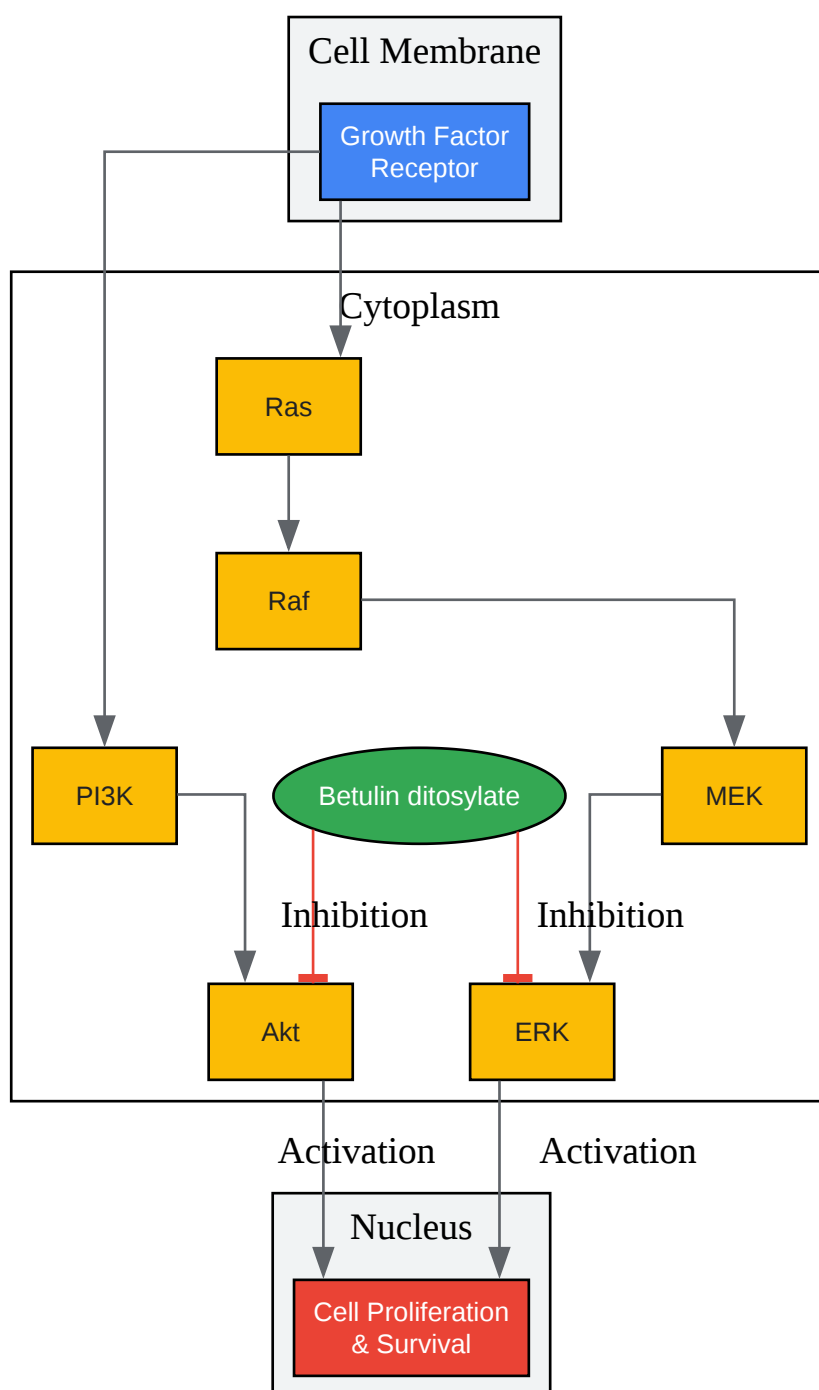 Cell Membrane
Growth Factor
Receptor
Cytoplasm
Ras
Raf
PI3K
Betulin ditosylate
MEK
Inhibition
Inhibition
Akt
ERK
Activation
Activation
Nucleus
Cell Proliferation
& Survival